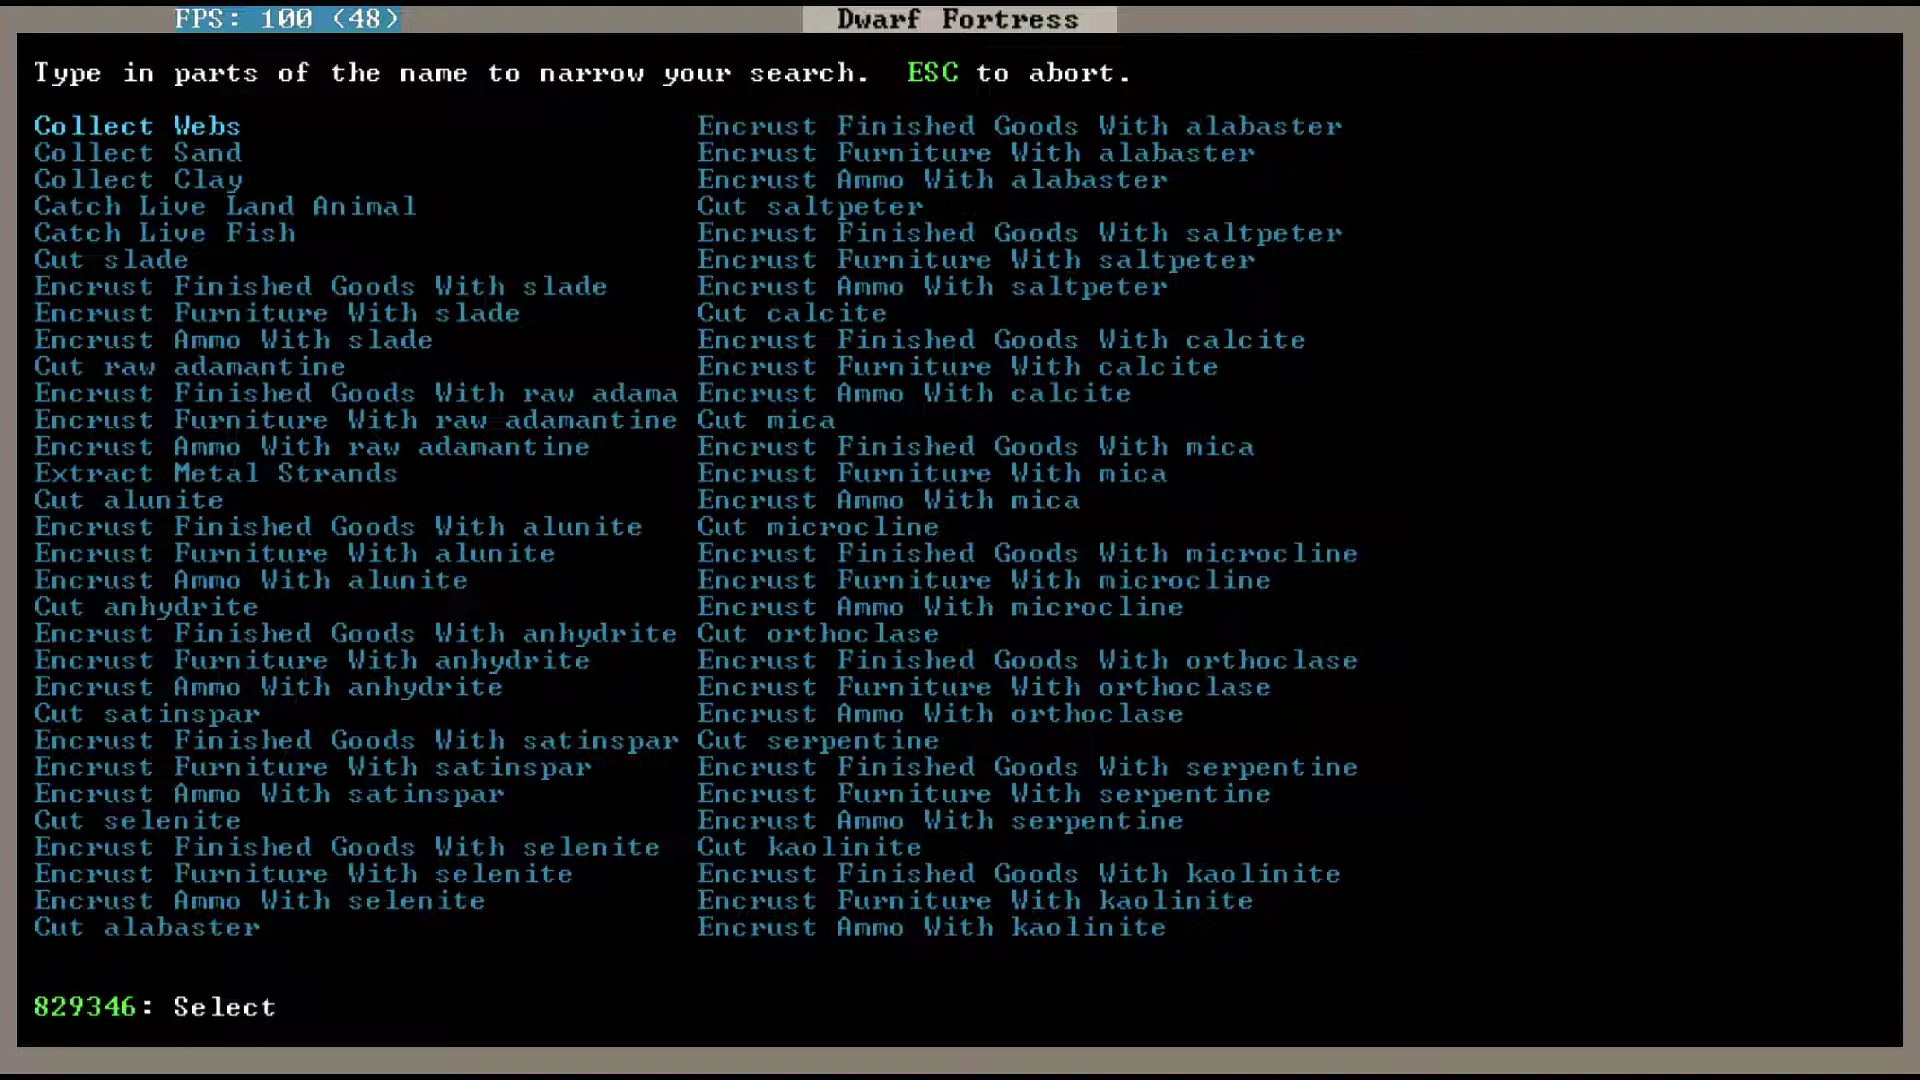 FPS: 100 (48)
Dwarf Fortress
Type in parts of the name to narrow your search.  ESC to abort.
Collect Webs
Collect Sand
Collect Clay
Catch Live Land Animal
Catch Live Fish
Cut slade
Encrust Finished Goods With slade
Encrust Furniture With slade
Encrust Ammo With slade
Cut raw adamantine
Encrust Finished Goods With raw adama
Encrust Furniture With raw adamantine
Encrust Ammo With raw adamantine
Extract Metal Strands
Cut alunite
Encrust Finished Goods With alunite
Encrust Furniture With alunite
Encrust Ammo With alunite
Cut anhydrite
Encrust Finished Goods With anhydrite
Encrust Furniture With anhydrite
Encrust Ammo With anhydrite
Cut satinspar
Encrust Finished Goods With satinspar
Encrust Furniture With satinspar
Encrust Ammo With satinspar
Cut selenite
Encrust Finished Goods With selenite
Encrust Furniture With selenite
Encrust Ammo With selenite
Cut alabaster
Encrust Finished Goods With alabaster
Encrust Furniture With alabaster
Encrust Ammo With alabaster
Cut saltpeter
Encrust Finished Goods With saltpeter
Encrust Furniture With saltpeter
Encrust Ammo With saltpeter
Cut calcite
Encrust Finished Goods With calcite
Encrust Furniture With calcite
Encrust Ammo With calcite
Cut mica
Encrust Finished Goods With mica
Encrust Furniture With mica
Encrust Ammo With mica
Cut microcline
Encrust Finished Goods With microcline
Encrust Furniture With microcline
Encrust Ammo With microcline
Cut orthoclase
Encrust Finished Goods With orthoclase
Encrust Furniture With orthoclase
Encrust Ammo With orthoclase
Cut serpentine
Encrust Finished Goods With serpentine
Encrust Furniture With serpentine
Encrust Ammo With serpentine
Cut kaolinite
Encrust Finished Goods With kaolinite
Encrust Furniture With kaolinite
Encrust Ammo With kaolinite
829346: Select